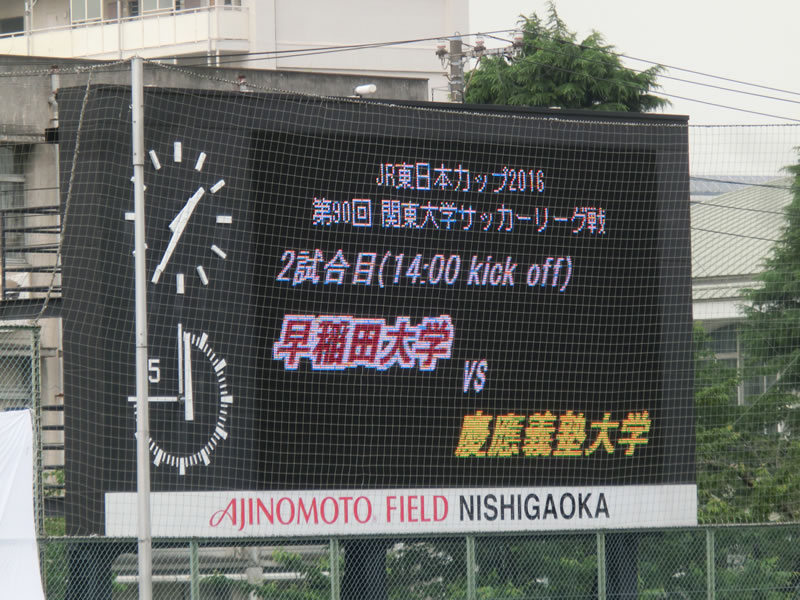 JR東日本カップ2016
第90回 関東大学サッカーリーグ戦
2試合目(14:00 kick off)
早稲田大学
vs
慶應義塾大学
5
AJINOMOTO FIELD NISHIGAOKA